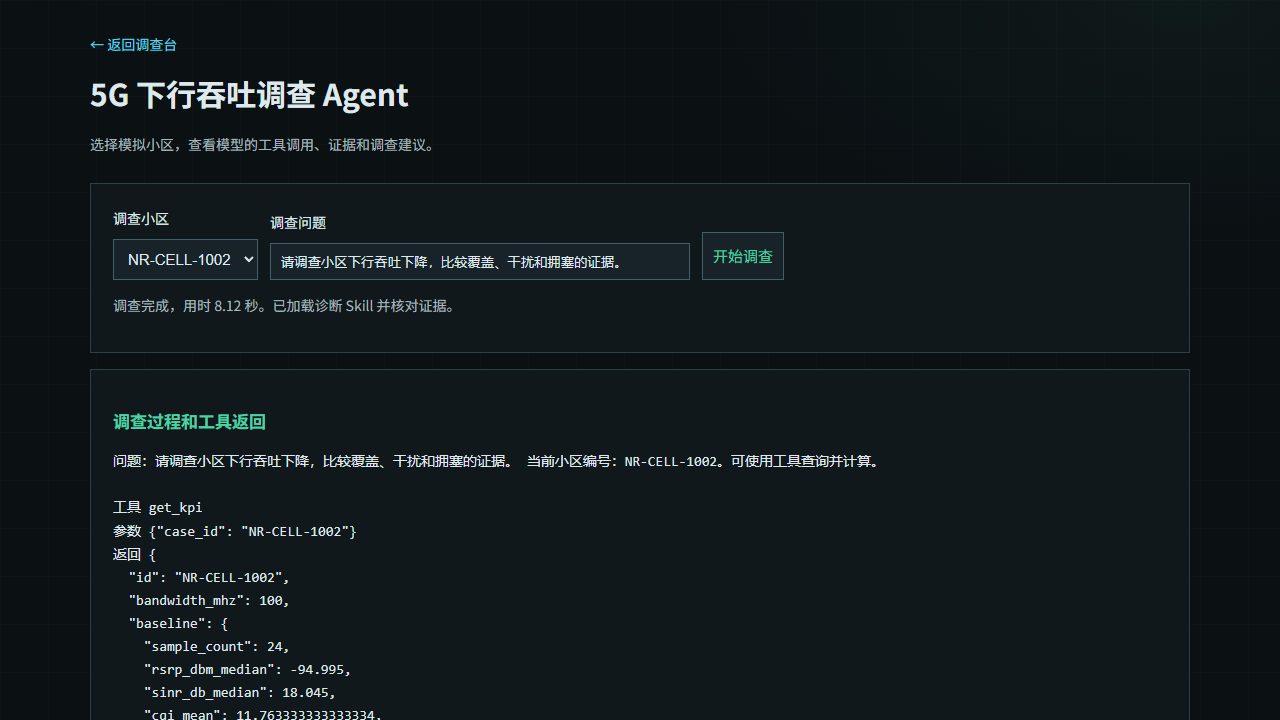 ← 返回调查台
5G 下行吞吐调查 Agent
选择模拟小区，查看模型的工具调用、证据和调查建议。
调查小区
调查问题
NR-CELL-1002
请调查小区下行吞吐下降，比较覆盖、干扰和拥塞的证据。
开始调查
调查完成，用时 8.12 秒。已加载诊断 Skill 并核对证据。
调查过程和工具返回
问题：请调查小区下行吞吐下降，比较覆盖、干扰和拥塞的证据。 当前小区编号：NR-CELL-1002。可使用工具查询并计算。
工具 get_kpi
参数 {"case_id": "NR-CELL-1002"}
返回 {
"id": "NR-CELL-1002",
"bandwidth_mhz": 100,
"baseline": {
"sample_count": 24,
"rsrp_dbm_median": -94.995,
"sinr_db_median": 18.045,
"cqi_mean": 11.763333333333334,